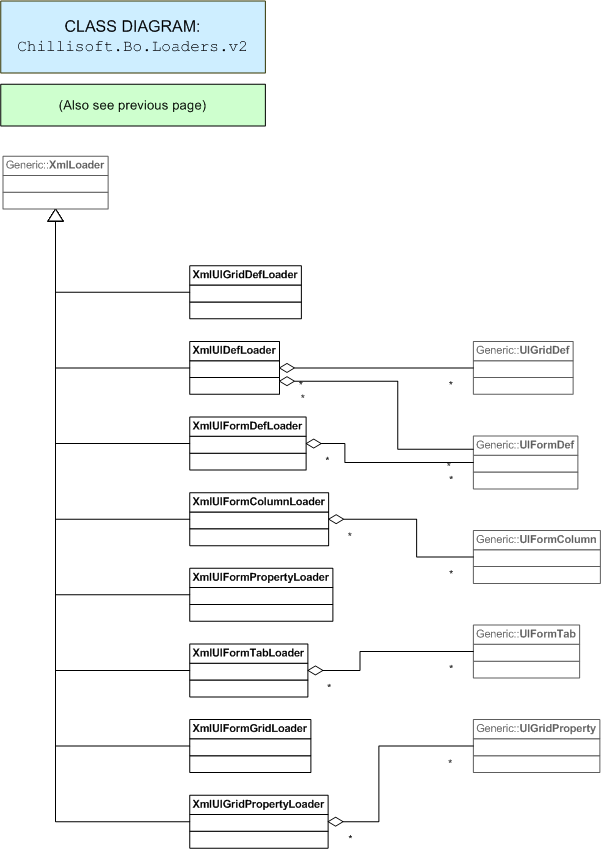 CLASS DIAGRAM:
Chillisoft.Bo.Loaders.v2
(Also see previous page)
Generic::XmlLoader
XmlUIGridDefLoader
XmlUIDefLoader
Generic::UIGridDef
*
*
*
XmlUIFormDefLoader
Generic::UIFormDef
*
*
*
XmlUIFormColumnLoader
Generic::UIFormColumn
*
*
XmlUIFormPropertyLoader
Generic::UIFormTab
XmlUIFormTabLoader
*
*
XmlUIFormGridLoader
Generic::UIGridProperty
*
XmlUIGridPropertyLoader
*